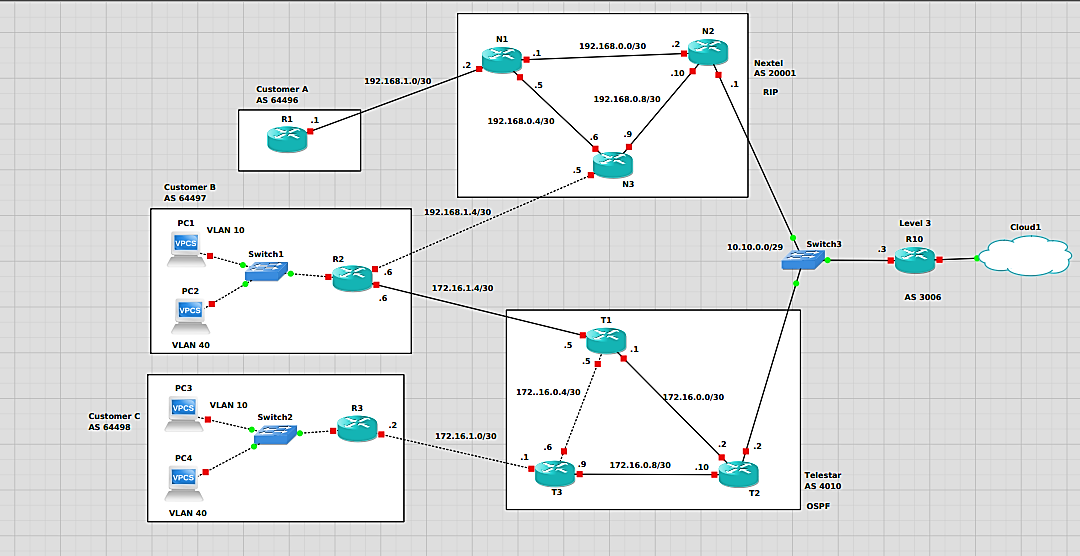 N1
N2
.1
192.168.0.0/30
.2
Nextel
AS 20001
RIP
.2
.10
.1
192.168.1.0/30
.5
Customer A
AS 64496
192.168.0.8/30
R1
.1
192.168.0.4/30
.6
.9
.5
N3
Customer B
AS 64497
192.168.1.4/30
PC1
VLAN 10
VPCS
Switch1
R2
.6
.6
PC2
VPCS
VLAN 40
172.16.1.4/30
10.10.0.0/29
Switch3
Level 3
R10
.3
AS 3006
Cloud1
T1
.5
.1
.5
172..16.0.4/30
172.16.0.0/30
.6
.2
.2
PC3
VLAN 10
VPCS
Switch2
R3
.2
Customer C
AS 64498
172.16.1.0/30
PC4
VPCS
VLAN 40
.1
.9
172.16.0.8/30
.10
T3
T2
Telestar
AS 4010
OSPF